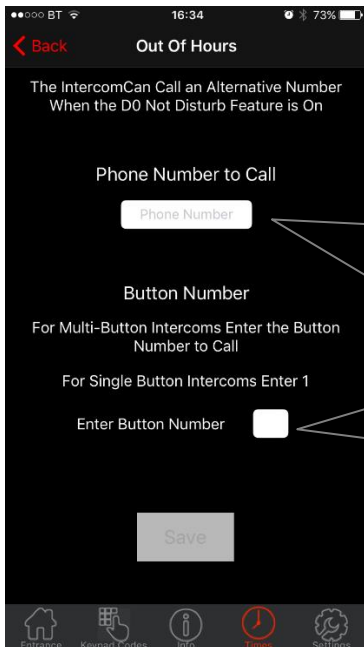 BT 16:34 73%
Back Out Of Hours
The IntercomCan Call an Alternative Number
When the D0 Not Disturb Feature is On
Phone Number to Call
Phone Number
Button Number
For Multi-Button Intercoms Enter the Button
Number to Call
For Single Button Intercoms Enter 1
Enter Button Number
Save
Entrance Keypad Codes Info Times Settings